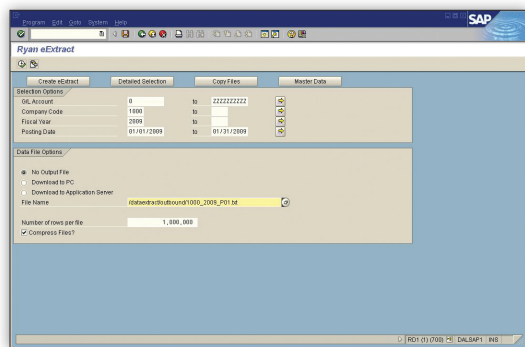 Program Edit Goto System Help
SAP
Ryan eExtract
Create eExtract Detailed Selection Copy Files Master Data
Selection Options
G/L Account 0 to ZZZZZZZZZZ
Company Code 1000 to
Fiscal Year 2009 to
Posting Date 01/01/2009 to 01/31/2009
Data File Options
No Output File
Download to PC
Download to Application Server
File Name /dataextract/outbound/1000_2009_P01.txt
Number of rows per file 1,000,000
Compress Files?
RD1 (1) (700) DALSAP1 INS